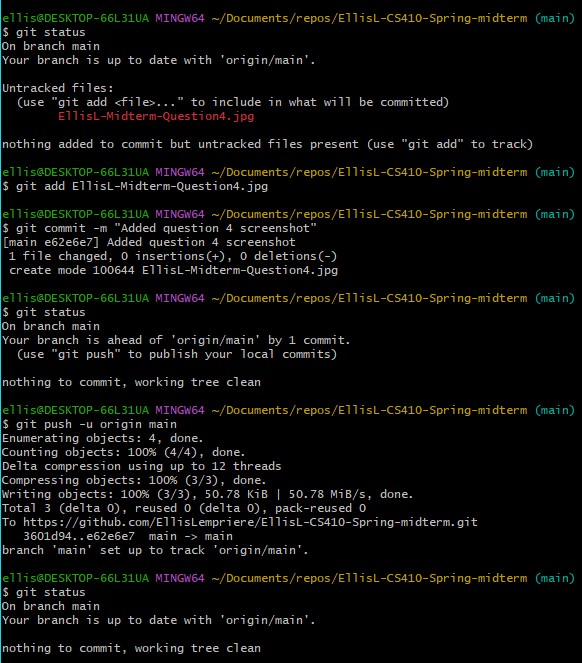 ellis@DESKTOP-66L31UA MINGW64 ~/Documents/repos/EllisL-CS410-Spring-midterm (main)
$ git status
On branch main
Your branch is up to date with 'origin/main'.
Untracked files:
(use "git add <file>..." to include in what will be committed)
EllisL-Midterm-Question4.jpg
nothing added to commit but untracked files present (use "git add" to track)
ellis@DESKTOP-66L31UA MINGW64 ~/Documents/repos/EllisL-CS410-Spring-midterm (main)
$ git add EllisL-Midterm-Question4.jpg
ellis@DESKTOP-66L31UA MINGW64 ~/Documents/repos/EllisL-CS410-Spring-midterm (main)
$ git commit -m "Added question 4 screenshot"
[main e62e6e7] Added question 4 screenshot
1 file changed, 0 insertions(+), 0 deletions(-)
create mode 100644 EllisL-Midterm-Question4.jpg
ellis@DESKTOP-66L31UA MINGW64 ~/Documents/repos/EllisL-CS410-Spring-midterm (main)
$ git status
On branch main
Your branch is ahead of 'origin/main' by 1 commit.
(use "git push" to publish your local commits)
nothing to commit, working tree clean
ellis@DESKTOP-66L31UA MINGW64 ~/Documents/repos/EllisL-CS410-Spring-midterm (main)
$ git push -u origin main
Enumerating objects: 4, done.
Counting objects: 100% (4/4), done.
Delta compression using up to 12 threads
Compressing objects: 100% (3/3), done.
Writing objects: 100% (3/3), 50.78 KiB | 50.78 MiB/s, done.
Total 3 (delta 0), reused 0 (delta 0), pack-reused 0
To https://github.com/EllisLempriere/EllisL-CS410-Spring-midterm.git
3601d94..e62e6e7  main -> main
branch 'main' set up to track 'origin/main'.
ellis@DESKTOP-66L31UA MINGW64 ~/Documents/repos/EllisL-CS410-Spring-midterm (main)
$ git status
On branch main
Your branch is up to date with 'origin/main'.
nothing to commit, working tree clean